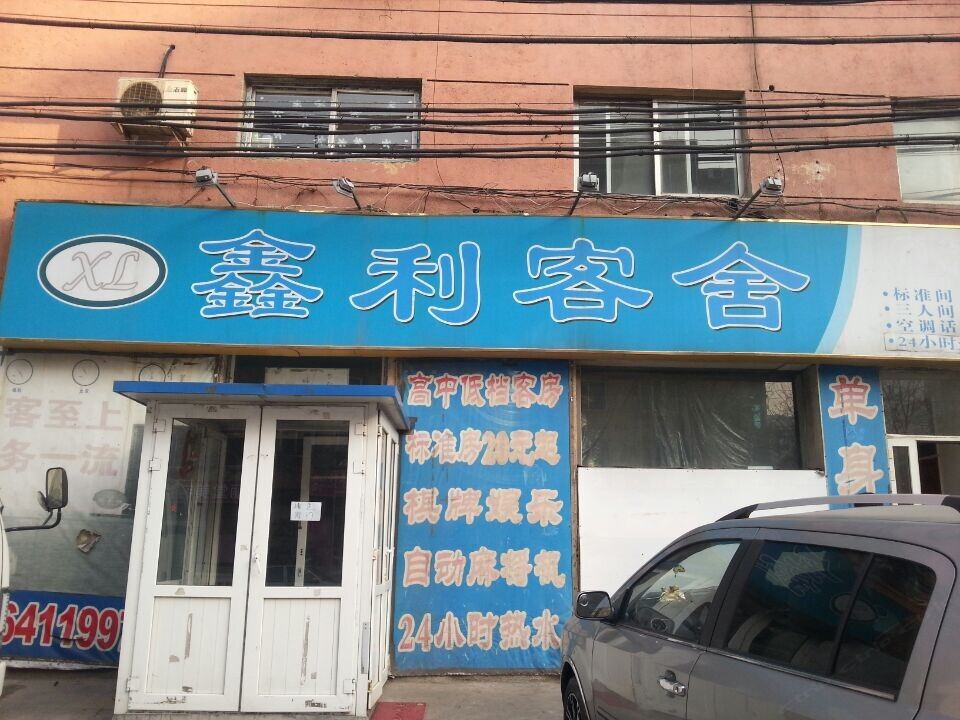 XL
鑫利客舍
·标准间
·三人间
·空调话
·24小时
客至上
务一流
6411997
高中低档客房
标准房20元起
棋牌娱乐
自动麻将机
24小时热水
单身